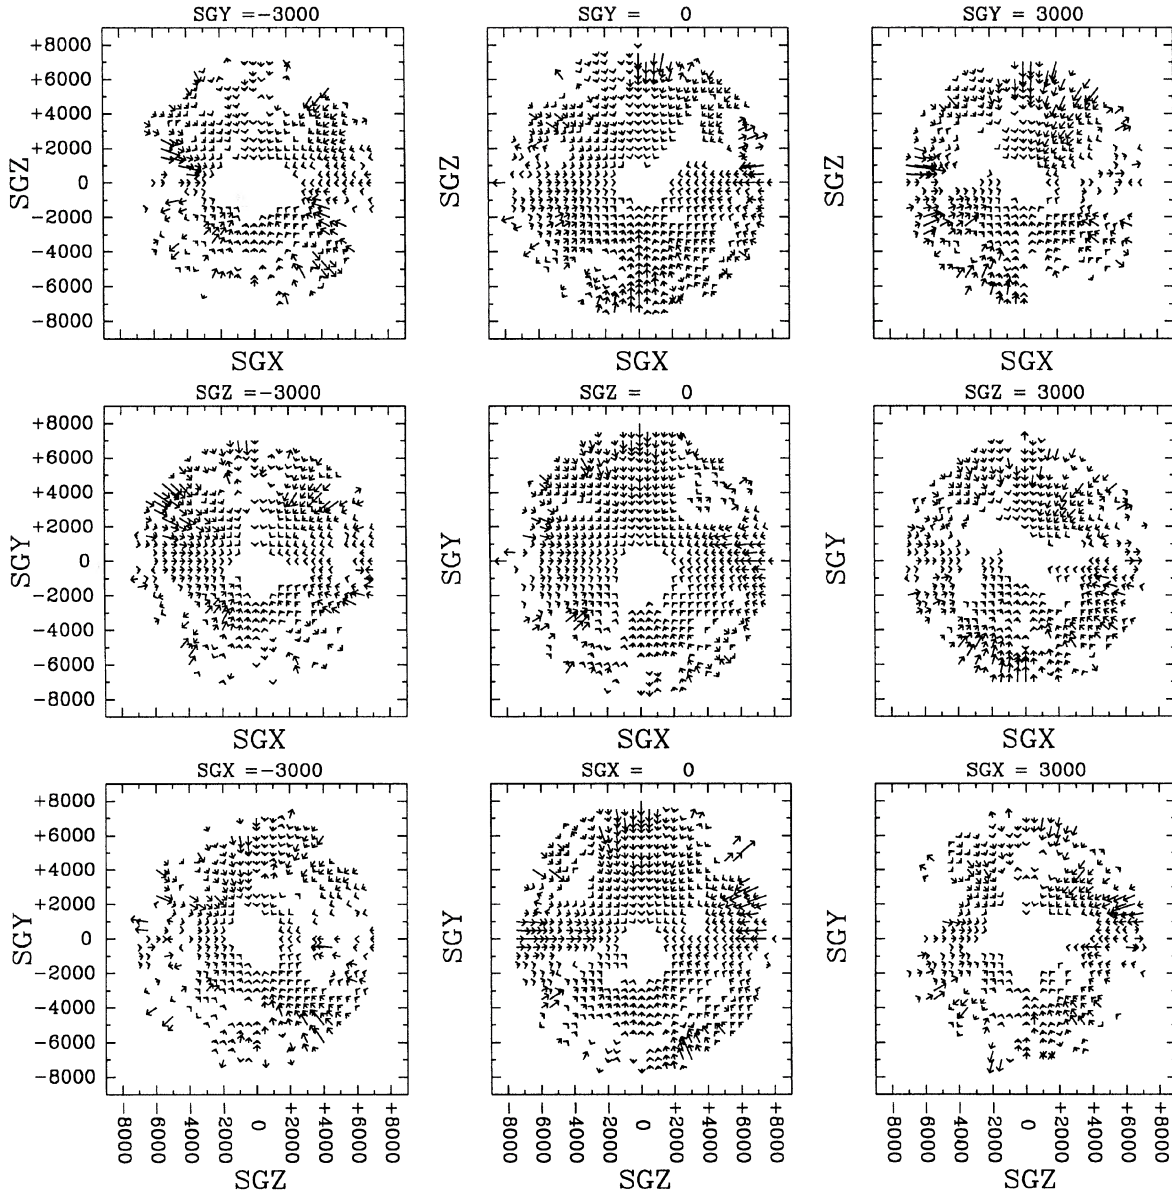 SGY =−3000
SGY = 0
SGY = 3000
+8000
+6000
+4000
+2000
0
−2000
−4000
−6000
−8000
SGZ
SGZ
SGZ
SGX
SGX
SGX
SGZ =−3000
SGZ = 0
SGZ = 3000
+8000
+6000
+4000
+2000
0
−2000
−4000
−6000
−8000
SGY
SGY
SGY
SGX
SGX
SGX
SGX =−3000
SGX = 0
SGX = 3000
+8000
+6000
+4000
+2000
0
−2000
−4000
−6000
−8000
SGY
SGY
SGY
−8000
−6000
−4000
−2000
0
+2000
+4000
+6000
+8000
−8000
−6000
−4000
−2000
0
+2000
+4000
+6000
+8000
−8000
−6000
−4000
−2000
0
+2000
+4000
+6000
+8000
SGZ
SGZ
SGZ